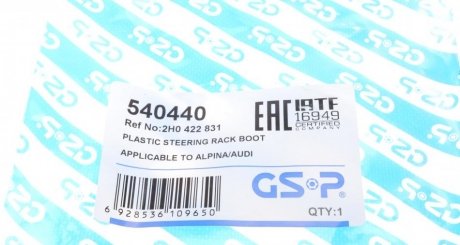 540440
Ref No:2H0 422 831
PLASTIC STEERING RACK BOOT
APPLICABLE TO ALPINA/AUDI
EAC
IATF
16949
CERTIFIED
COMPANY
6 928536 109650
GSP
QTY:1